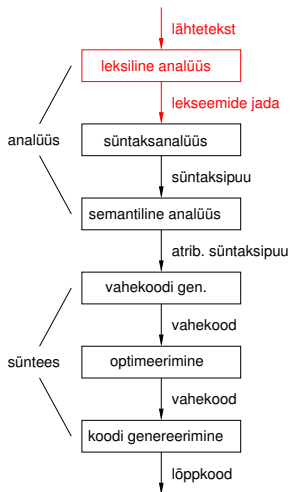 lähtetekst
leksiline analüüs
lekseemide jada
analüüs
süntaksanalüüs
süntaksipuu
semantiline analüüs
atrib. süntaksipuu
vahekoodi gen.
vahekood
süntees
optimeerimine
vahekood
koodi genereerimine
lõppkood